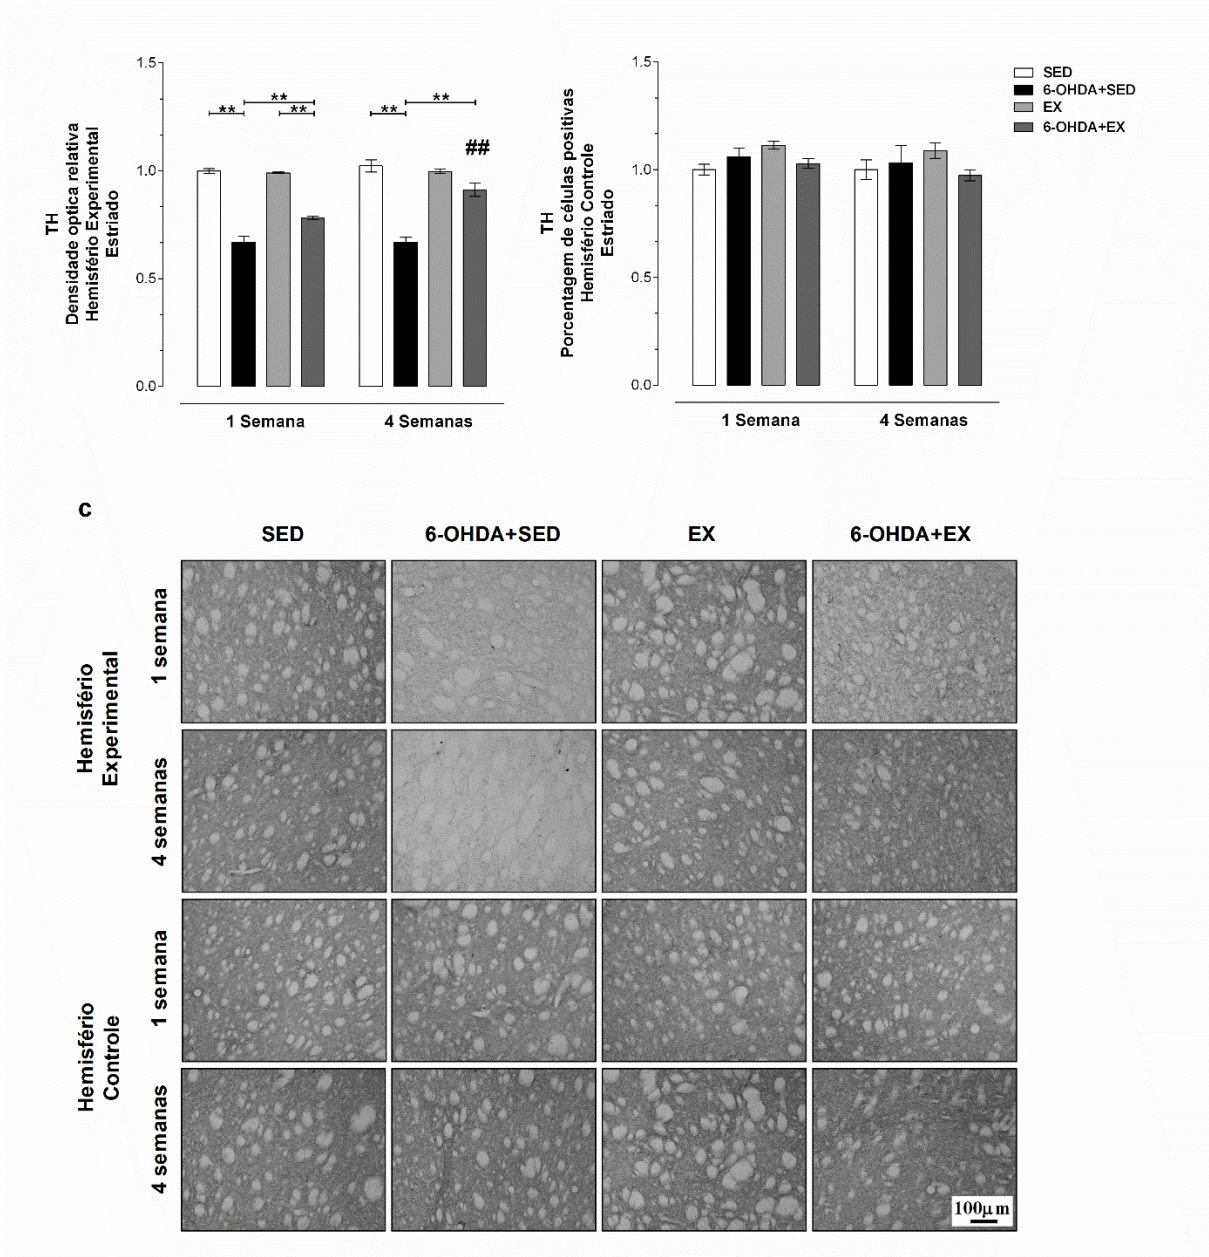 TH
Densidade optica relativa
Hemisfério Experimental
Estriado
1.5
1.0
0.5
0.0
**
**
**
**
**
##
1 Semana
4 Semanas
TH
Porcentagem de células positivas
Hemisfério Controle
Estriado
1.5
1.0
0.5
0.0
1 Semana
4 Semanas
SED
6-OHDA+SED
EX
6-OHDA+EX
c
SED
6-OHDA+SED
EX
6-OHDA+EX
Hemisfério
Experimental
1 semana
4 semanas
Hemisfério
Controle
1 semana
4 semanas
100μm